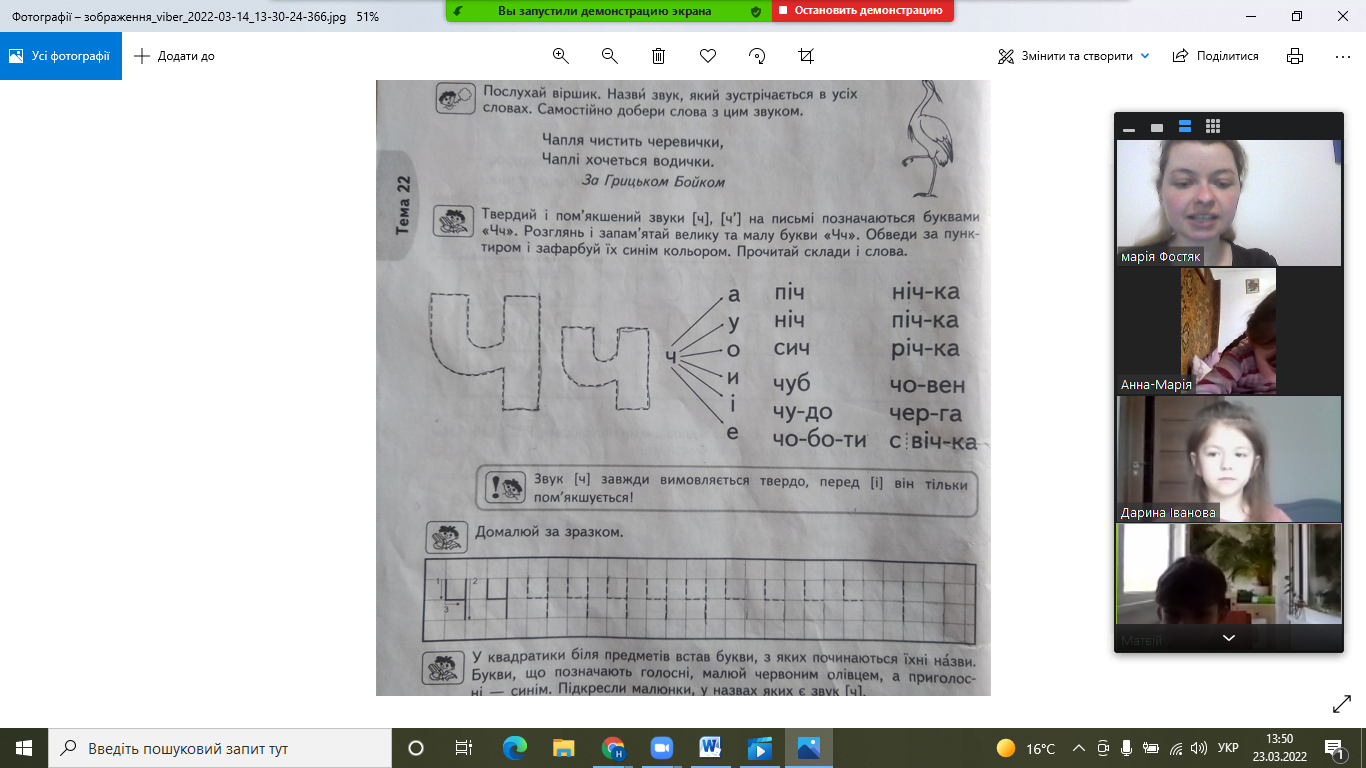 Фотографії – зображення_viber_2022-03-14_13-30-24-366.jpg 51%
Вы запустили демонстрацию экрана
Остановить демонстрацию
Усі фотографії
Додати до
Змінити та створити
Поділитися
Послухай віршик. Назви́ звук, який зустрічається в усіх
словах. Самостійно добери слова з цим звуком.
Чапля чистить черевички,
Чаплі хочеться водички.
За Грицьком Бойком
Тема 22
Твердий і пом'якшений звуки [ч], [ч'] на письмі позначаються буквами
«Чч». Розглянь і запам'ятай велику та малу букви «Чч». Обведи за пунк-
тиром і зафарбуй їх синім кольором. Прочитай склади і слова.
Ч ч
ч
а піч ніч-ка
у ніч піч-ка
о сич річ-ка
и чуб чо-вен
і чу-до чер-га
е чо-бо-ти с віч-ка
! Звук [ч] завжди вимовляється твердо, перед [і] він тільки
пом'якшується!
Домалюй за зразком.
1 2
3
У квадратики біля предметів встав букви, з яких починаються їхні на́зви.
Букви, що позначають голосні, малюй червоним олівцем, а приголос-
ні — синім. Підкресли малюнки, у назвах яких є звук [ч].
марія Фостяк
Анна-Марія
Дарина Іванова
Матвій
Введіть пошуковий запит тут
16°C
УКР
13:50
23.03.2022
1